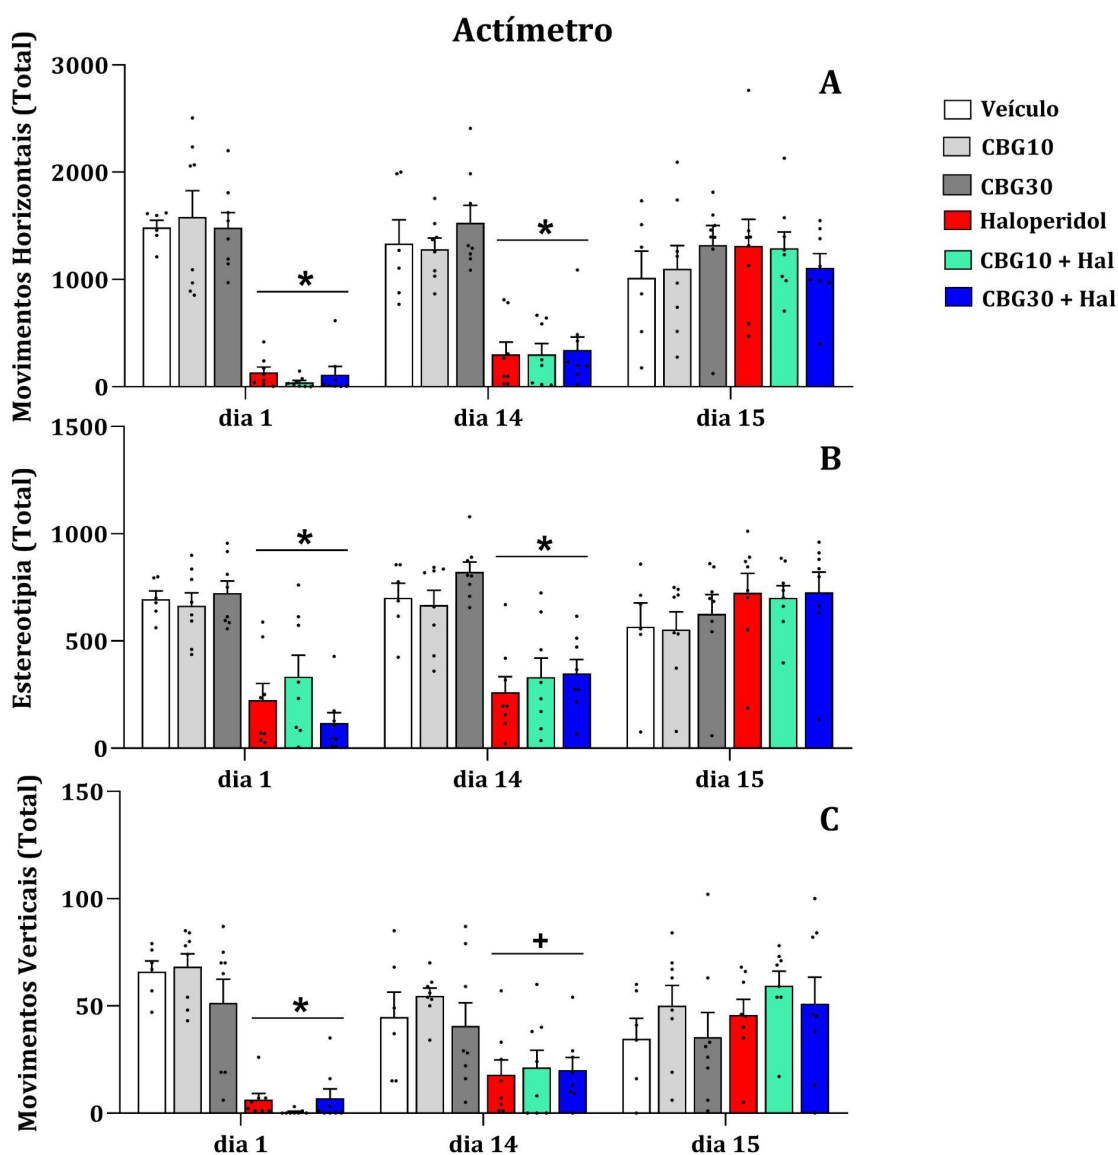 Actímetro
Movimentos Horizontais (Total)
3000
2000
1000
0
A
*
*
dia 1
dia 14
dia 15
Veículo
CBG10
CBG30
Haloperidol
CBG10 + Hal
CBG30 + Hal
Estereotipia (Total)
1500
1000
500
0
B
*
*
dia 1
dia 14
dia 15
Movimentos Verticais (Total)
150
100
50
0
C
*
+
dia 1
dia 14
dia 15